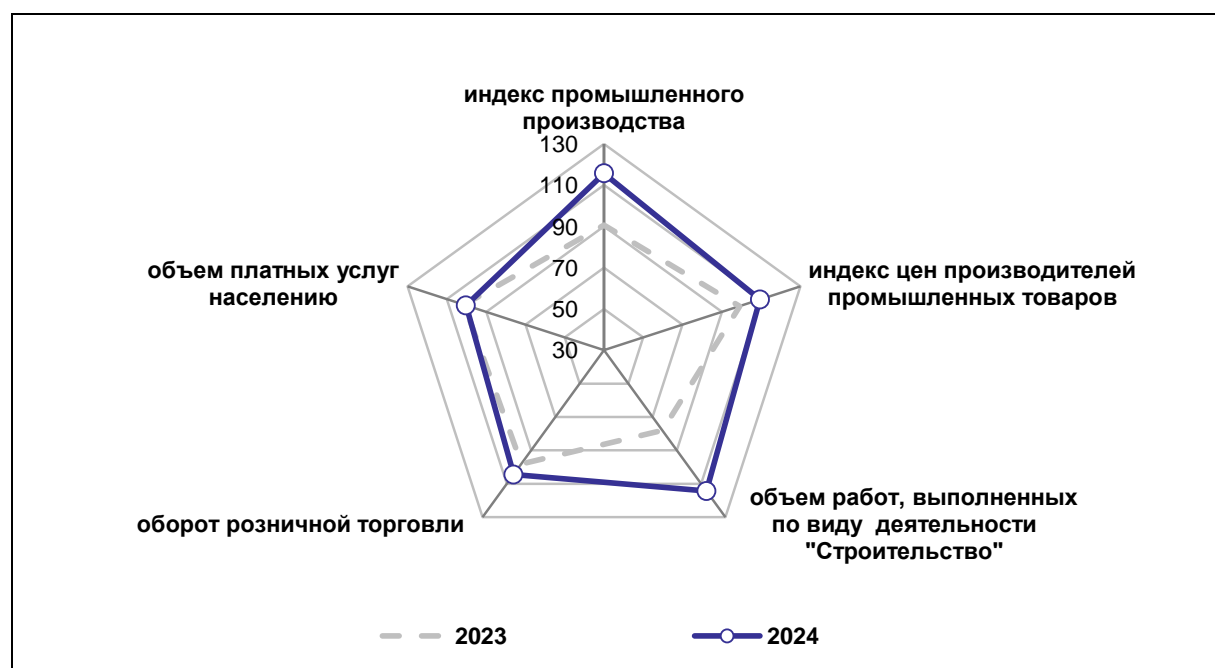 индекс промышленного
производства
130
110
90
70
50
30
индекс цен производителей
промышленных товаров
объем работ, выполненных
по виду деятельности
"Строительство"
оборот розничной торговли
объем платных услуг
населению
2023
2024